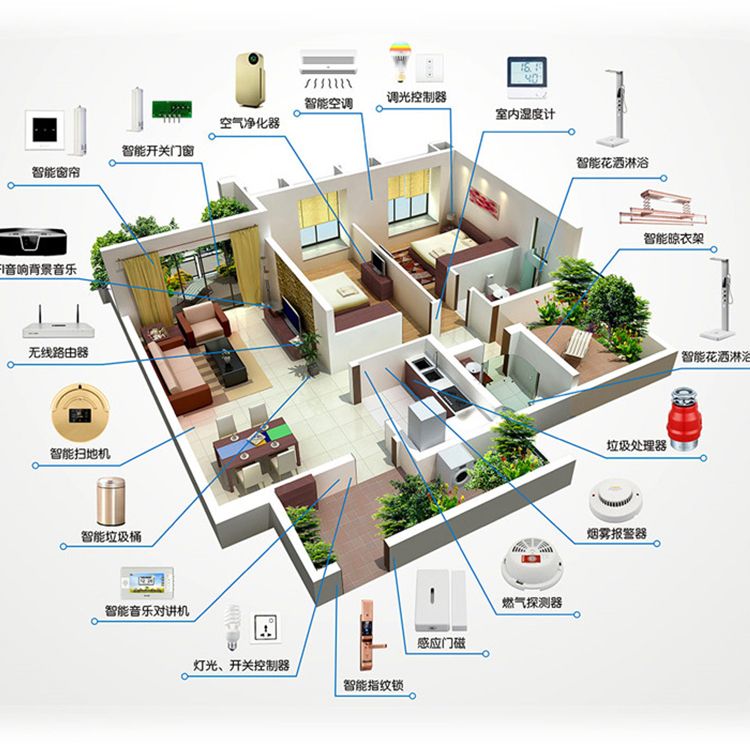 空气净化器
智能空调
调光控制器
室内湿度计
智能开关门窗
智能花洒淋浴
智能窗帘
智能晾衣架
FI音响背景音乐
无线路由器
智能花洒淋浴
智能扫地机
垃圾处理器
智能垃圾桶
烟雾报警器
智能音乐对讲机
燃气探测器
灯光、开关控制器
感应门磁
智能指纹锁